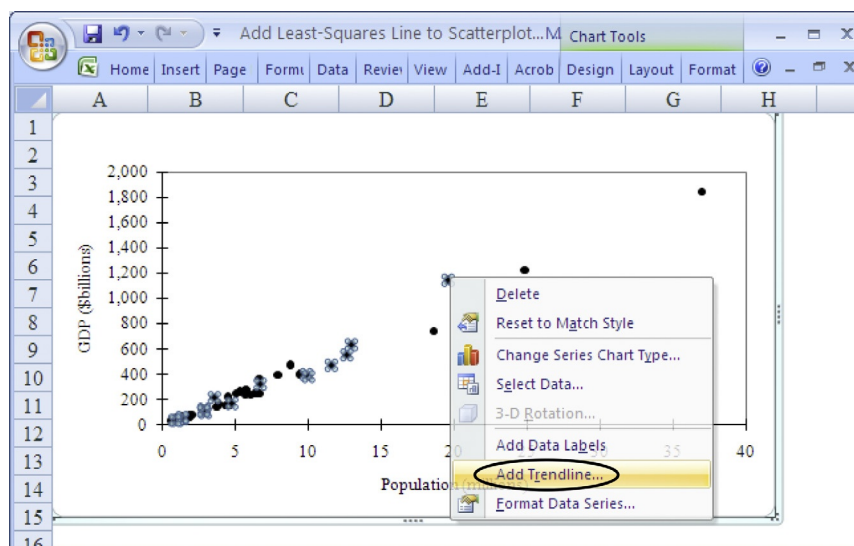 Add Least-Squares Line to Scatterplot...M Chart Tools
Home Insert Page Formu Data Review View Add-I Acrob Design Layout Format
A B C D E F G H
1
2
3
4
5
6
7
8
9
10
11
12
13
14
15
16
GDP ($billions)
2,000
1,800
1,600
1,400
1,200
1,000
800
600
400
200
0
0 5 10 15 20 35 40
Population (millions)
Delete
Reset to Match Style
Change Series Chart Type...
Select Data...
3-D Rotation...
Add Data Labels
Add Trendline...
Format Data Series...